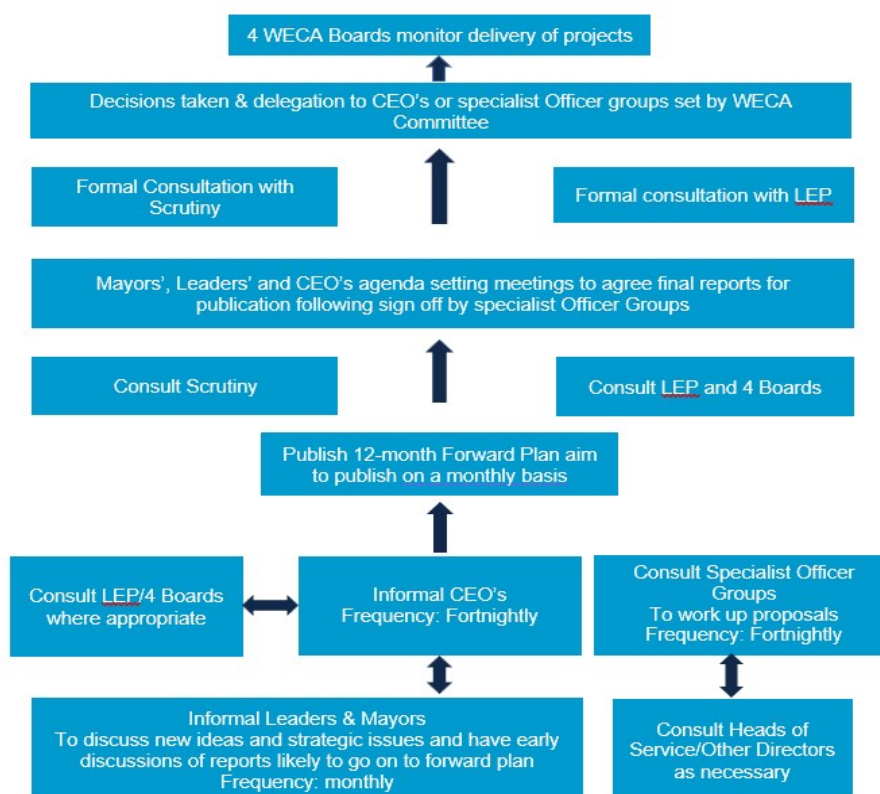 4 WECA Boards monitor delivery of projects
Decisions taken & delegation to CEO's or specialist Officer groups set by WECA
Committee
Formal Consultation with
Scrutiny
Formal consultation with LEP
Mayors', Leaders' and CEO's agenda setting meetings to agree final reports for
publication following sign off by specialist Officer Groups
Consult Scrutiny
Consult LEP and 4 Boards
Publish 12-month Forward Plan aim
to publish on a monthly basis
Consult LEP/4 Boards
where appropriate
Informal CEO's
Frequency: Fortnightly
Consult Specialist Officer
Groups
To work up proposals
Frequency: Fortnightly
Informal Leaders & Mayors
To discuss new ideas and strategic issues and have early
discussions of reports likely to go on to forward plan
Frequency: monthly
Consult Heads of
Service/Other Directors
as necessary